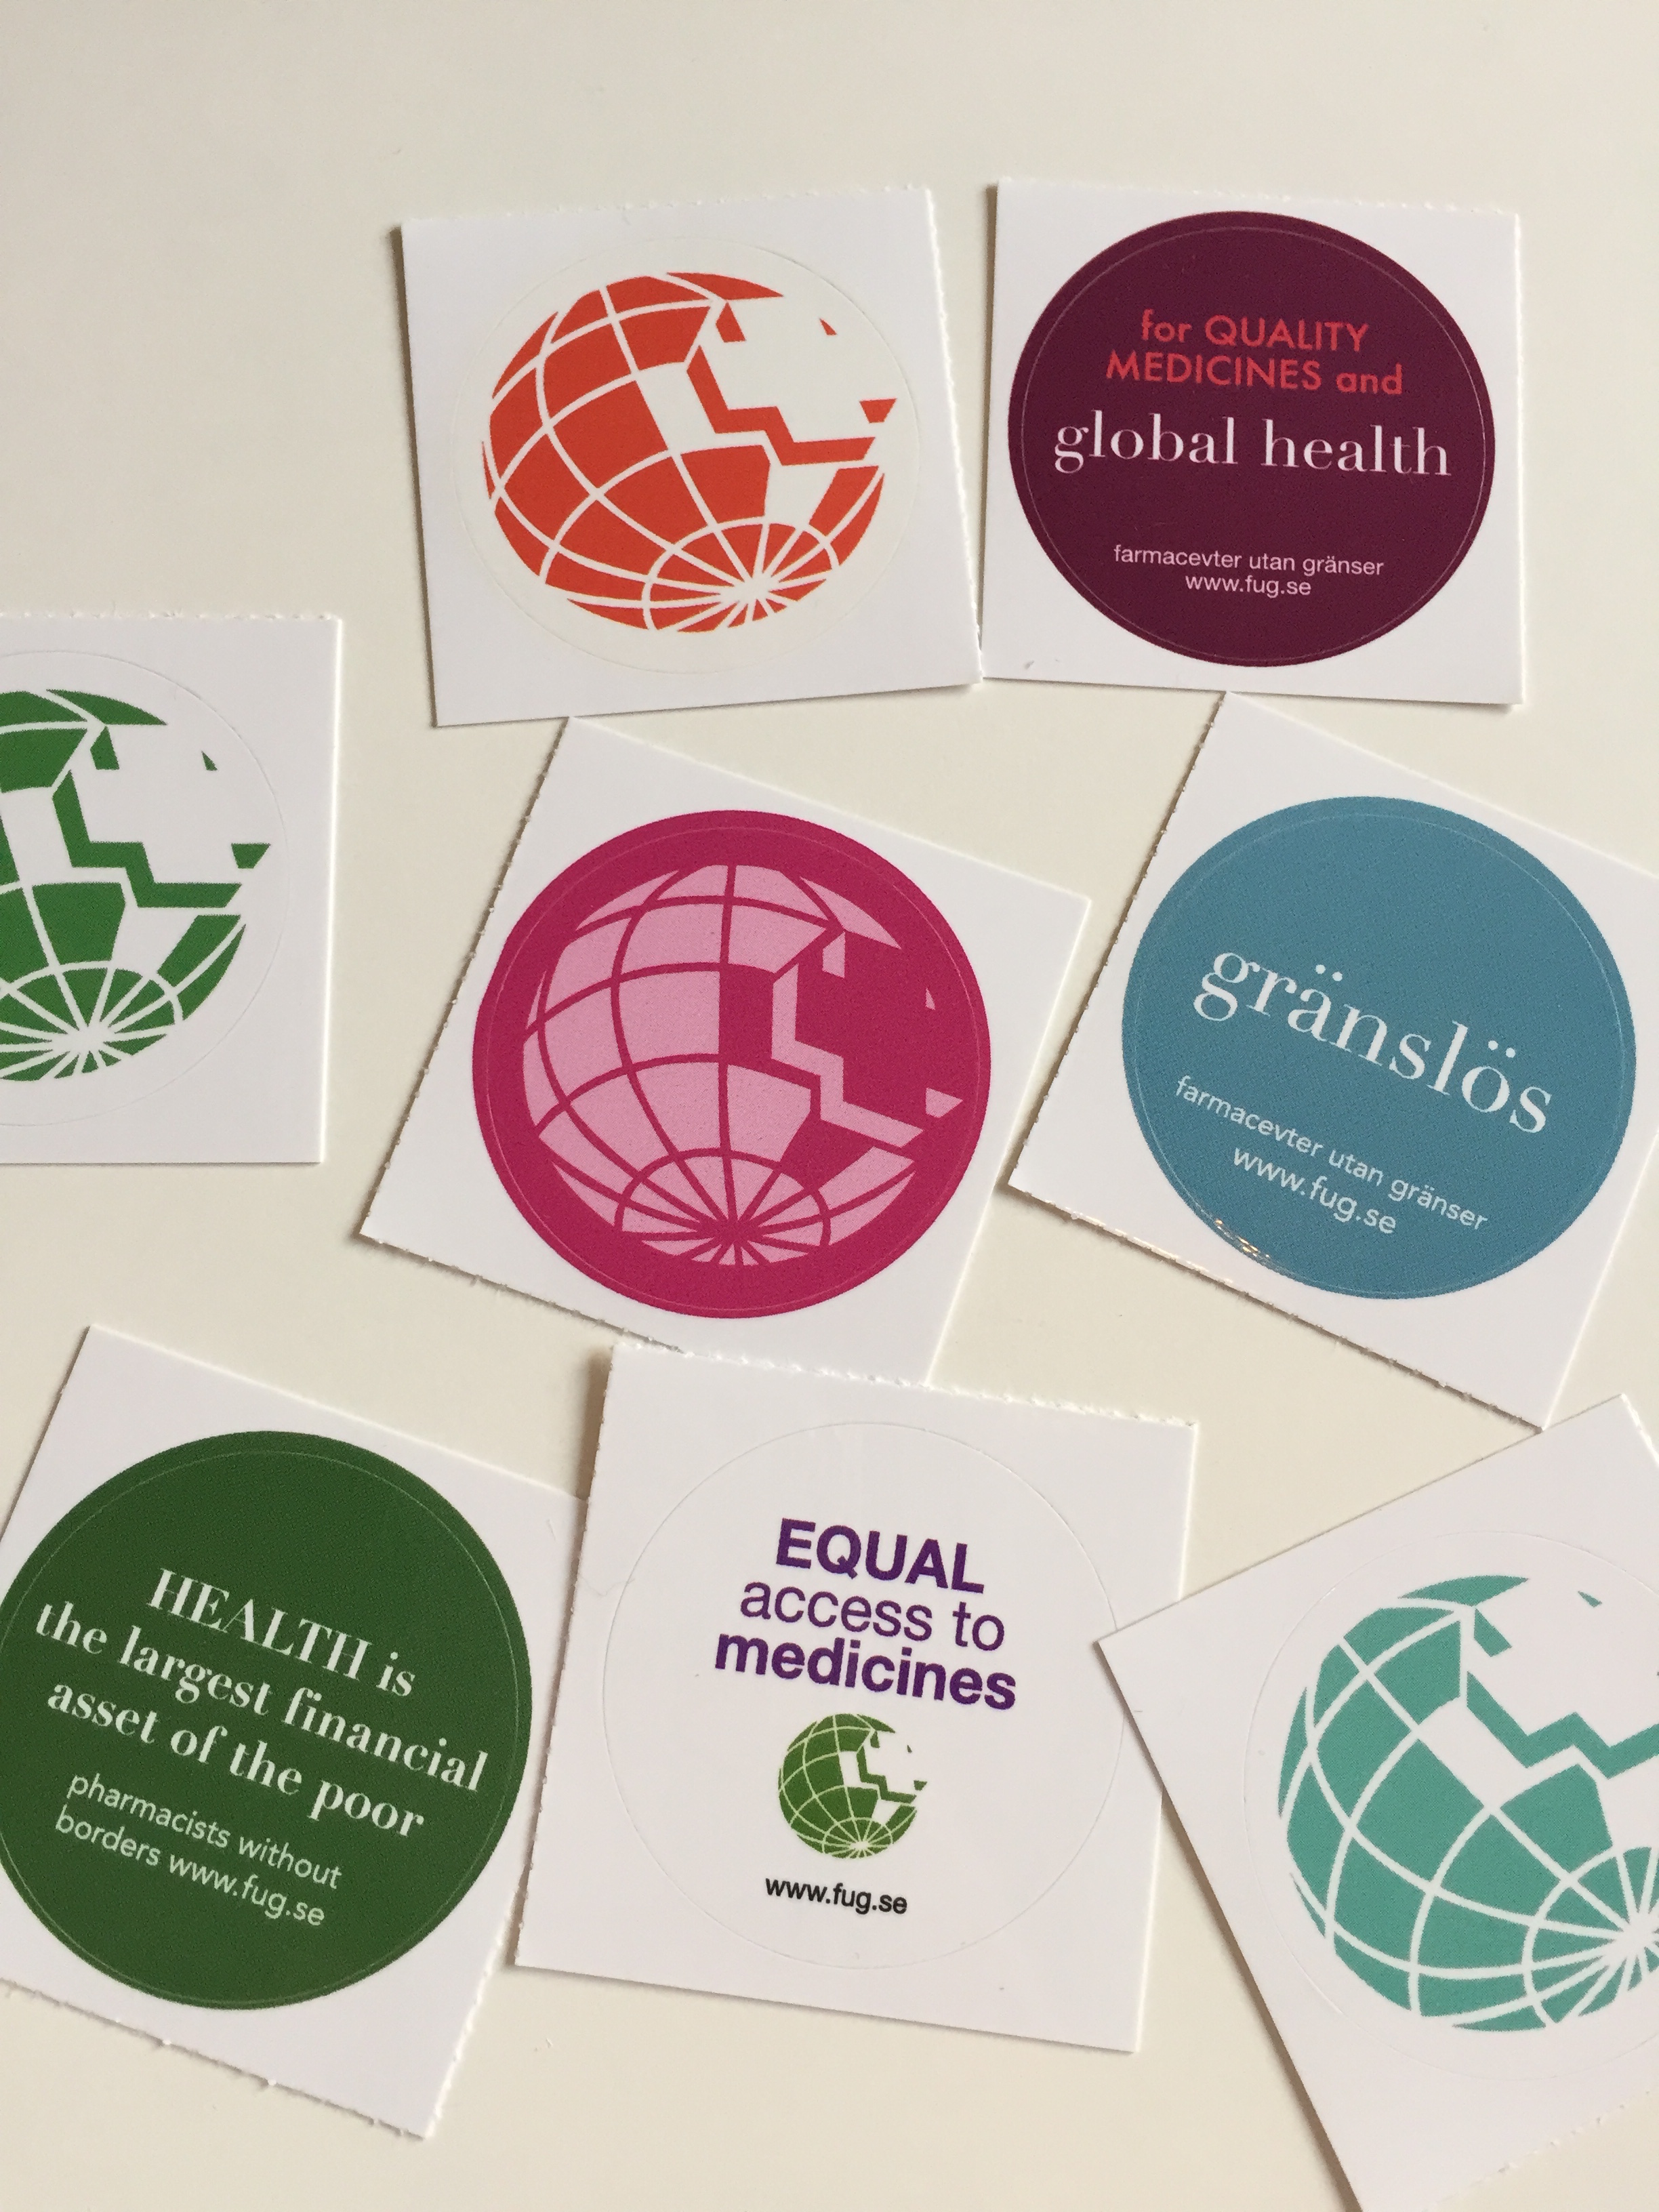 for QUALITY
MEDICINES and
global health
farmacevter utan gränser
www.fug.se
gränslös
farmacevter utan gränser
www.fug.se
HEALTH is
the largest financial
asset of the poor
pharmacists without
borders www.fug.se
EQUAL
access to
medicines
www.fug.se